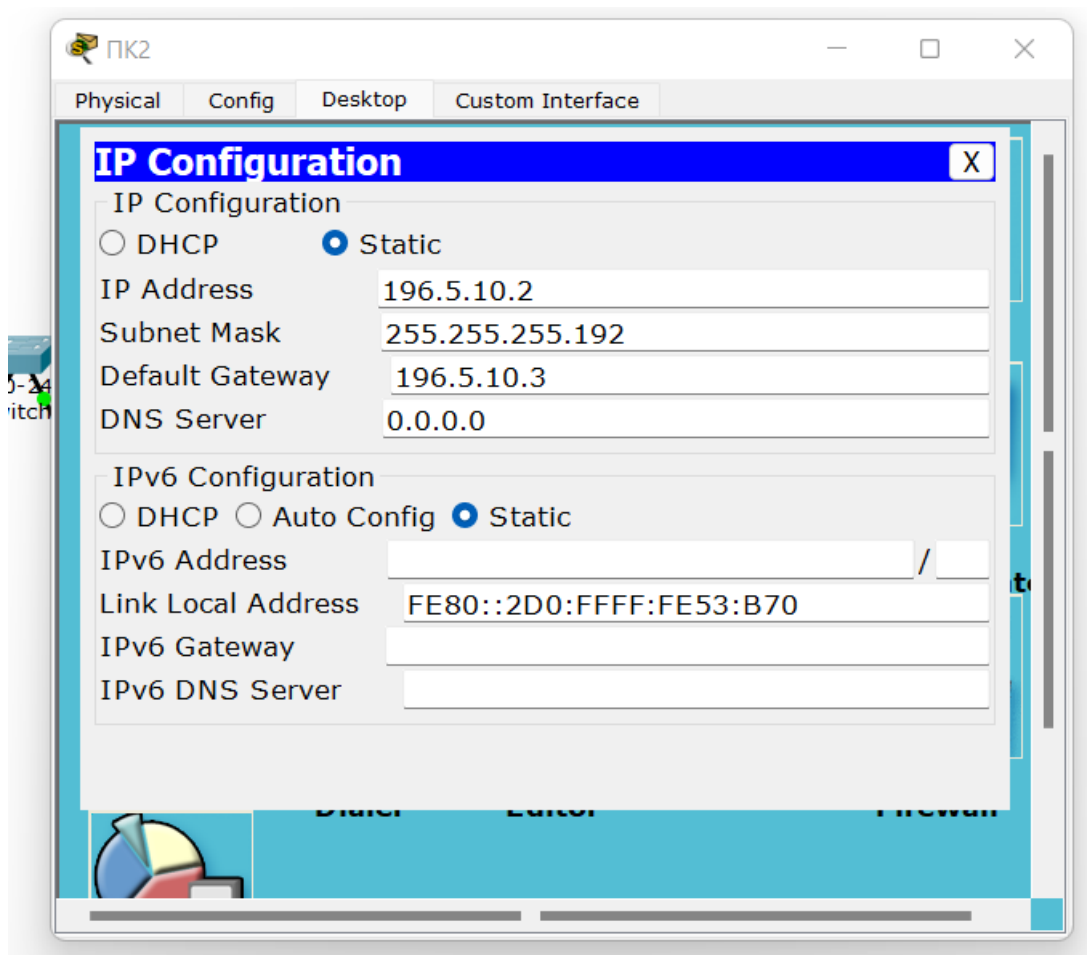 ПК2
Physical Config Desktop Custom Interface
IP Configuration X
IP Configuration
DHCP Static
IP Address 196.5.10.2
Subnet Mask 255.255.255.192
Default Gateway 196.5.10.3
DNS Server 0.0.0.0
IPv6 Configuration
DHCP Auto Config Static
IPv6 Address /
Link Local Address FE80::2D0:FFFF:FE53:B70
IPv6 Gateway
IPv6 DNS Server